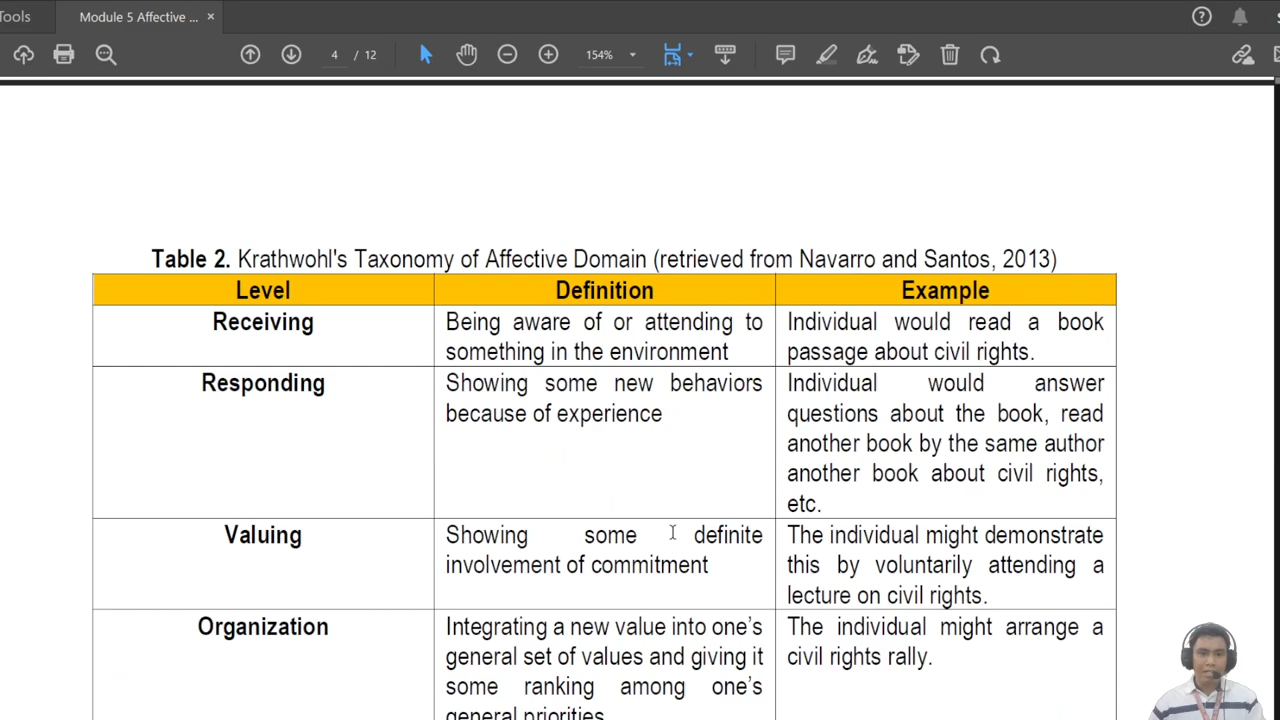 Tools
Module 5 Affective ... ×
4 / 12
154%
Table 2. Krathwohl's Taxonomy of Affective Domain (retrieved from Navarro and Santos, 2013)
Level Definition Example
Receiving
Being aware of or attending to
something in the environment
Individual would read a book
passage about civil rights.
Responding
Showing some new behaviors
because of experience
Individual would answer
questions about the book, read
another book by the same author
another book about civil rights,
etc.
Valuing
Showing some definite
involvement of commitment
The individual might demonstrate
this by voluntarily attending a
lecture on civil rights.
Organization
Integrating a new value into one's
general set of values and giving it
some ranking among one's
general priorities
The individual might arrange a
civil rights rally.